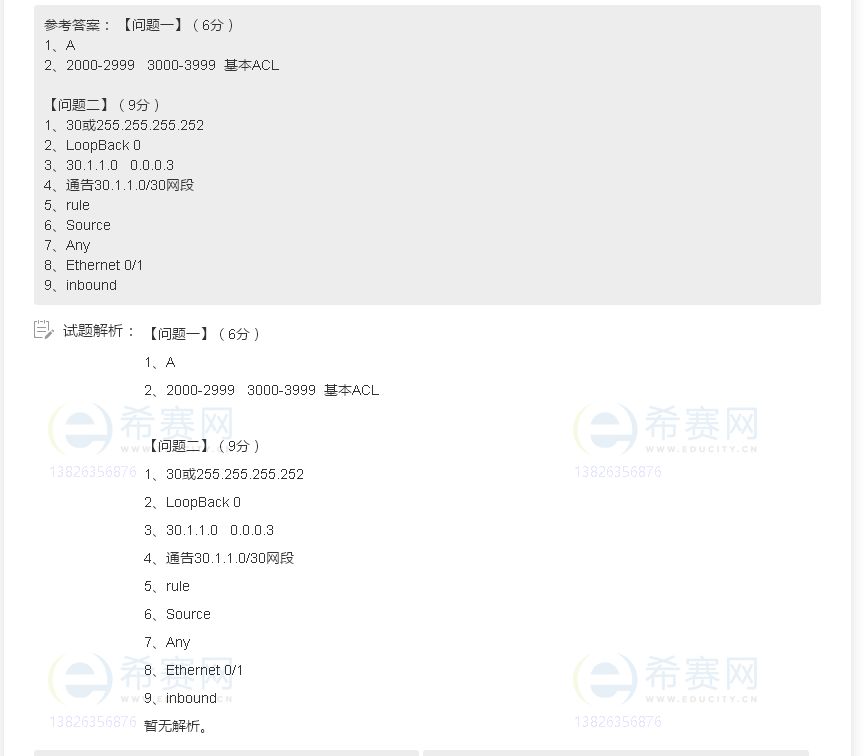 参考答案：【问题一】（6分）
1、A
2、2000-2999 3000-3999 基本ACL
【问题二】（9分）
1、30或255.255.255.252
2、LoopBack 0
3、30.1.1.0 0.0.0.3
4、通告30.1.1.0/30网段
5、rule
6、Source
7、Any
8、Ethernet 0/1
9、inbound
试题解析：【问题一】（6分）
1、A
2、2000-2999 3000-3999 基本ACL
希赛网 希赛网
WWW.EDUCITY.CN WWW.EDUCITY.CN
【问题二】（9分）
13826356876 13826356876
1、30或255.255.255.252
2、LoopBack 0
3、30.1.1.0 0.0.0.3
4、通告30.1.1.0/30网段
5、rule
6、Source
7、Any
8、Ethernet 0/1
希赛网 希赛网
9、inbound
WWW.EDUCITY.CN WWW.EDUCITY.CN
13826356876 13826356876
暂无解析。